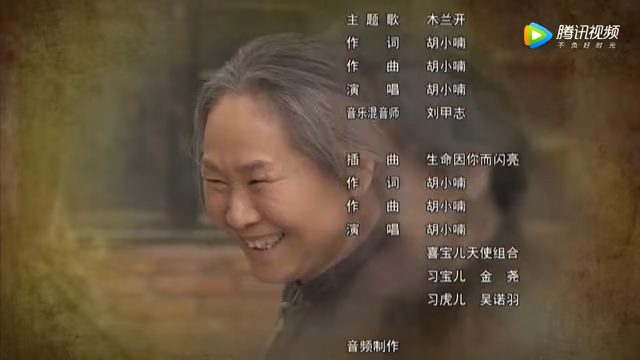 主题歌 木兰开
作词 胡小喃
作曲 胡小喃
演唱 胡小喃
音乐混音师 刘甲志
插曲 生命因你而闪亮
作词 胡小喃
作曲 胡小喃
演唱 胡小喃
喜宝儿天使组合
习宝儿 金尧
习虎儿 吴诺羽
音频制作
腾讯视频
不负好时光